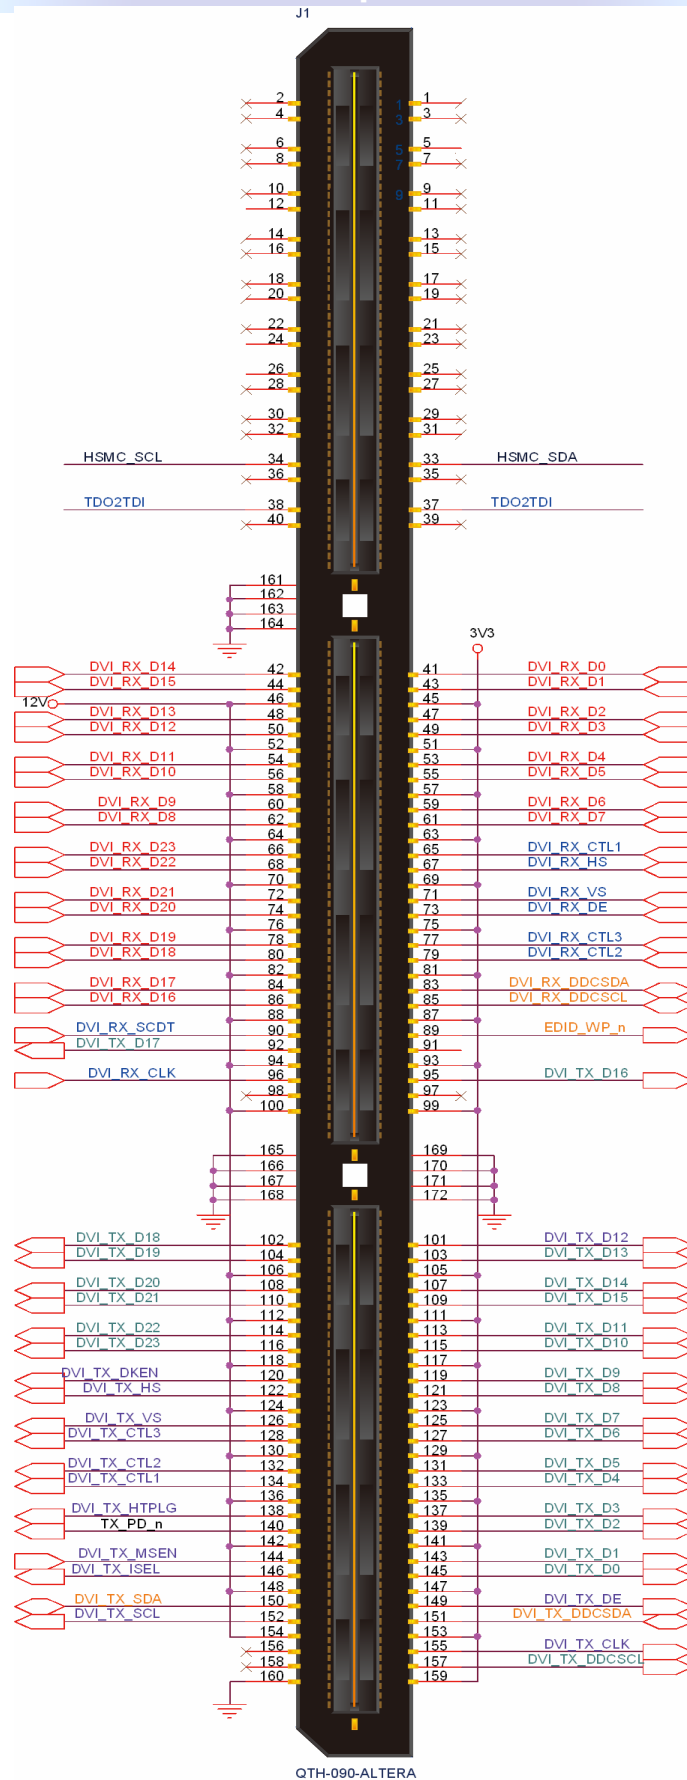 J1
2 1 1
4 3 3
6 5 5
8 7 7
10 9 9
12 11
14 13
16 15
18 17
20 19
22 21
24 23
26 25
28 27
30 29
32 31
HSMC_SCL 34 33 HSMC_SDA
36 35
TDO2TDI 38 37 TDO2TDI
40 39
161
162
163
164
3V3
DVI_RX_D14 42 41 DVI_RX_D0
DVI_RX_D15 44 43 DVI_RX_D1
12V 46 45
DVI_RX_D13 48 47 DVI_RX_D2
DVI_RX_D12 50 49 DVI_RX_D3
52 51
DVI_RX_D11 54 53 DVI_RX_D4
DVI_RX_D10 56 55 DVI_RX_D5
58 57
DVI_RX_D9 60 59 DVI_RX_D6
DVI_RX_D8 62 61 DVI_RX_D7
64 63
DVI_RX_D23 66 65 DVI_RX_CTL1
DVI_RX_D22 68 67 DVI_RX_HS
70 69
DVI_RX_D21 72 71 DVI_RX_VS
DVI_RX_D20 74 73 DVI_RX_DE
76 75
DVI_RX_D19 78 77 DVI_RX_CTL3
DVI_RX_D18 80 79 DVI_RX_CTL2
82 81
DVI_RX_D17 84 83 DVI_RX_DDCSDA
DVI_RX_D16 86 85 DVI_RX_DDCSCL
88 87
DVI_RX_SCDT 90 89 EDID_WP_n
DVI_TX_D17 92 91
94 93
DVI_RX_CLK 96 95 DVI_TX_D16
98 97
100 99
165 169
166 170
167 171
168 172
DVI_TX_D18 102 101 DVI_TX_D12
DVI_TX_D19 104 103 DVI_TX_D13
106 105
DVI_TX_D20 108 107 DVI_TX_D14
DVI_TX_D21 110 109 DVI_TX_D15
112 111
DVI_TX_D22 114 113 DVI_TX_D11
DVI_TX_D23 116 115 DVI_TX_D10
118 117
DVI_TX_DKEN 120 119 DVI_TX_D9
DVI_TX_HS 122 121 DVI_TX_D8
124 123
DVI_TX_VS 126 125 DVI_TX_D7
DVI_TX_CTL3 128 127 DVI_TX_D6
130 129
DVI_TX_CTL2 132 131 DVI_TX_D5
DVI_TX_CTL1 134 133 DVI_TX_D4
136 135
DVI_TX_HTPLG 138 137 DVI_TX_D3
TX_PD_n 140 139 DVI_TX_D2
142 141
DVI_TX_MSEN 144 143 DVI_TX_D1
DVI_TX_ISEL 146 145 DVI_TX_D0
148 147
DVI_TX_SDA 150 149 DVI_TX_DE
DVI_TX_SCL 152 151 DVI_TX_DDCSDA
154 153
156 155 DVI_TX_CLK
158 157 DVI_TX_DDCSCL
160 159
QTH-090-ALTERA